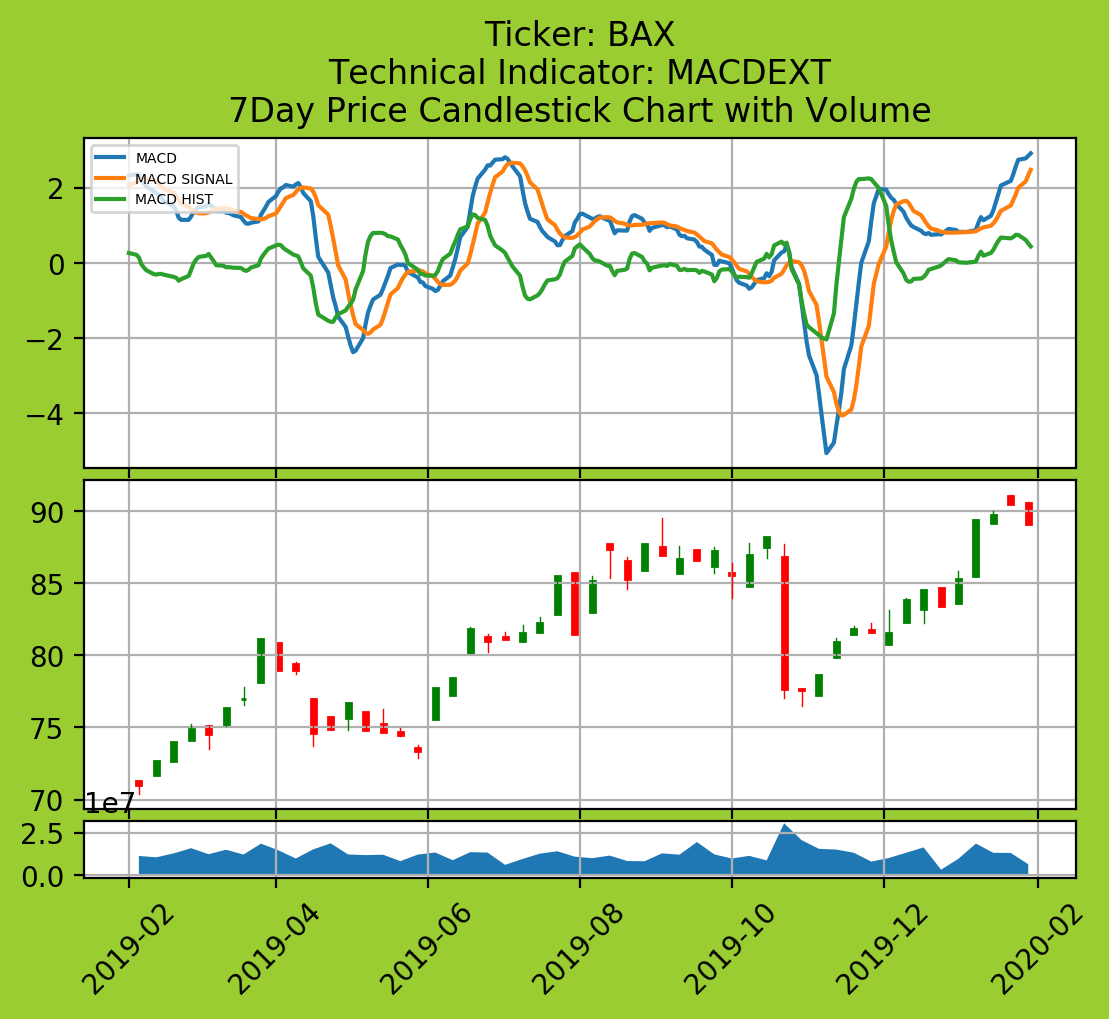 Ticker: BAX
Technical Indicator: MACDEXT
7Day Price Candlestick Chart with Volume
MACD
MACD SIGNAL
MACD HIST
2
0
−2
−4
90
85
80
75
70
1e7
2.5
0.0
2019-02
2019-04
2019-06
2019-08
2019-10
2019-12
2020-02